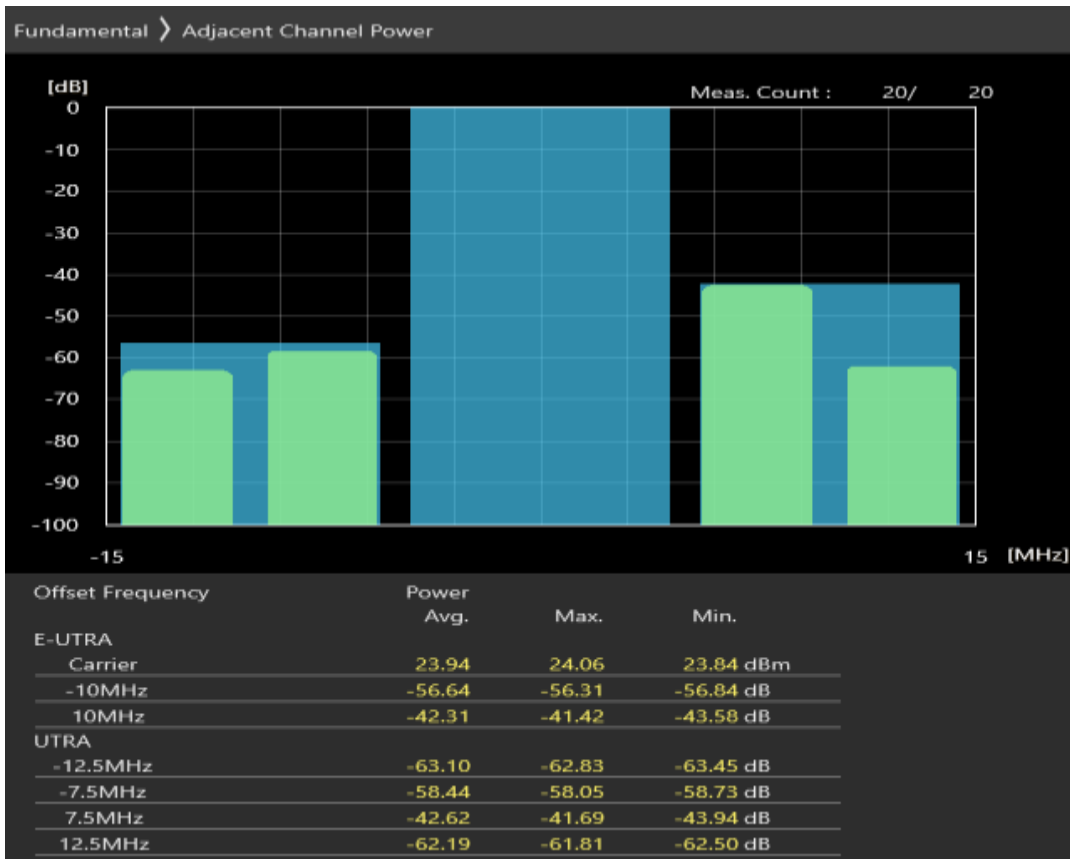 Fundamental ❯ Adjacent Channel Power
[dB]
Meas. Count : 20/ 20
0
-10
-20
-30
-40
-50
-60
-70
-80
-90
-100
-15 15 [MHz]
Offset Frequency Power
Avg. Max. Min.
E-UTRA
Carrier 23.94 24.06 23.84 dBm
-10MHz -56.64 -56.31 -56.84 dB
10MHz -42.31 -41.42 -43.58 dB
UTRA
-12.5MHz -63.10 -62.83 -63.45 dB
-7.5MHz -58.44 -58.05 -58.73 dB
7.5MHz -42.62 -41.69 -43.94 dB
12.5MHz -62.19 -61.81 -62.50 dB